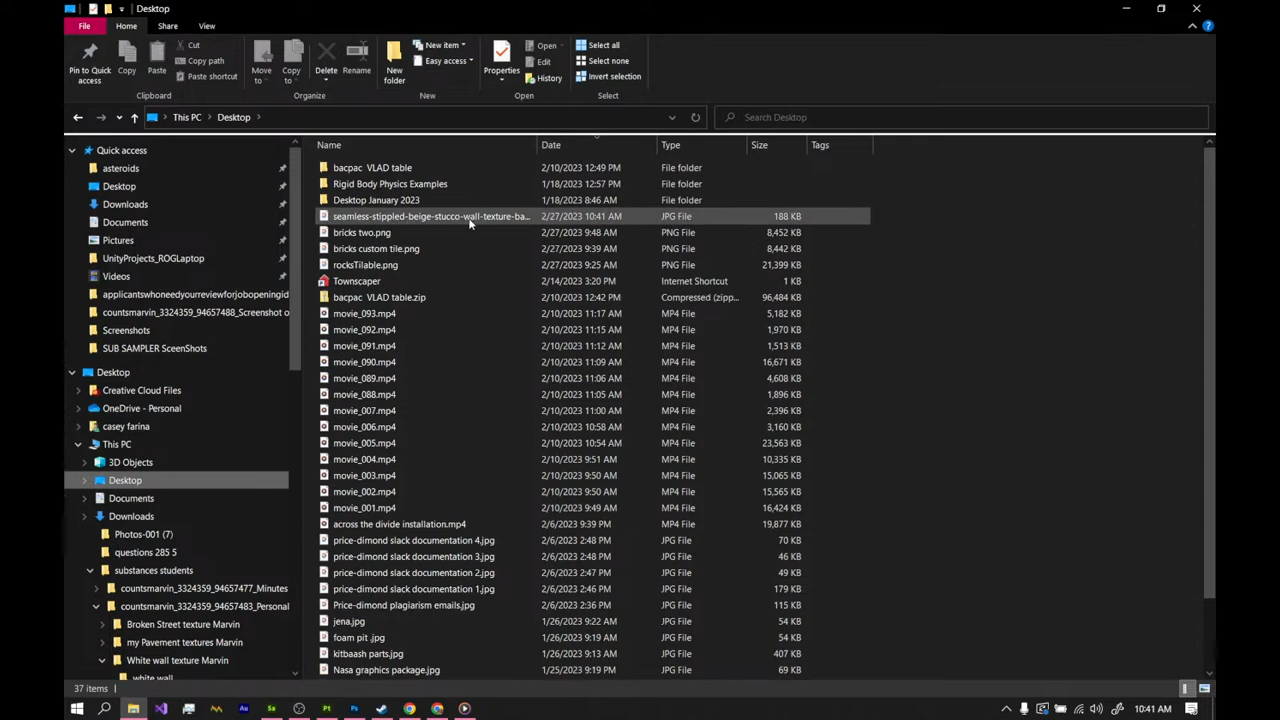 Desktop
File Home Share View
Pin to Quick access
Copy
Paste
Cut
Copy path
Paste shortcut
Clipboard
Move to
Copy to
Delete
Rename
Organize
New folder
New item
Easy access
New
Properties
Open
Edit
History
Open
Select all
Select none
Invert selection
Select
This PC > Desktop >
Search Desktop
Quick access
asteroids
Desktop
Downloads
Documents
Pictures
UnityProjects_ROGLaptop
Videos
applicantswhoneedyourreviewforjobopeningid
countsmarvin_3324359_94657488_Screenshot o
Screenshots
SUB SAMPLER SceenShots
Desktop
Creative Cloud Files
OneDrive - Personal
casey farina
This PC
3D Objects
Desktop
Documents
Downloads
Photos-001 (7)
questions 285 5
substances students
countsmarvin_3324359_94657477_Minutes
countsmarvin_3324359_94657483_Personal
Broken Street texture Marvin
my Pavement textures Marvin
White wall texture Marvin
white wall
Name Date Type Size Tags
bacpac VLAD table 2/10/2023 12:49 PM File folder
Rigid Body Physics Examples 1/18/2023 12:57 PM File folder
Desktop January 2023 1/18/2023 8:46 AM File folder
seamless-stippled-beige-stucco-wall-texture-ba... 2/27/2023 10:41 AM JPG File 188 KB
bricks two.png 2/27/2023 9:48 AM PNG File 8,452 KB
bricks custom tile.png 2/27/2023 9:39 AM PNG File 8,442 KB
rocksTilable.png 2/27/2023 9:25 AM PNG File 21,399 KB
Townscaper 2/14/2023 3:20 PM Internet Shortcut 1 KB
bacpac VLAD table.zip 2/10/2023 12:42 PM Compressed (zipp... 96,484 KB
movie_093.mp4 2/10/2023 11:17 AM MP4 File 5,182 KB
movie_092.mp4 2/10/2023 11:15 AM MP4 File 1,970 KB
movie_091.mp4 2/10/2023 11:12 AM MP4 File 1,513 KB
movie_090.mp4 2/10/2023 11:09 AM MP4 File 16,671 KB
movie_089.mp4 2/10/2023 11:06 AM MP4 File 4,608 KB
movie_088.mp4 2/10/2023 11:05 AM MP4 File 1,896 KB
movie_007.mp4 2/10/2023 11:00 AM MP4 File 2,396 KB
movie_006.mp4 2/10/2023 10:58 AM MP4 File 3,160 KB
movie_005.mp4 2/10/2023 10:54 AM MP4 File 23,563 KB
movie_004.mp4 2/10/2023 9:51 AM MP4 File 10,335 KB
movie_003.mp4 2/10/2023 9:50 AM MP4 File 15,065 KB
movie_002.mp4 2/10/2023 9:50 AM MP4 File 15,565 KB
movie_001.mp4 2/10/2023 9:49 AM MP4 File 16,424 KB
across the divide installation.mp4 2/6/2023 9:39 PM MP4 File 19,877 KB
price-dimond slack documentation 4.jpg 2/6/2023 2:48 PM JPG File 70 KB
price-dimond slack documentation 3.jpg 2/6/2023 2:48 PM JPG File 46 KB
price-dimond slack documentation 2.jpg 2/6/2023 2:47 PM JPG File 49 KB
price-dimond slack documentation 1.jpg 2/6/2023 2:46 PM JPG File 179 KB
Price-dimond plagiarism emails.jpg 2/6/2023 2:36 PM JPG File 115 KB
jena.jpg 1/26/2023 9:22 AM JPG File 54 KB
foam pit .jpg 1/26/2023 9:19 AM JPG File 54 KB
kitbaash parts.jpg 1/26/2023 9:13 AM JPG File 407 KB
Nasa graphics package.jpg 1/25/2023 9:19 PM JPG File 69 KB
37 items
Au Sa Pt Ps
10:41 AM